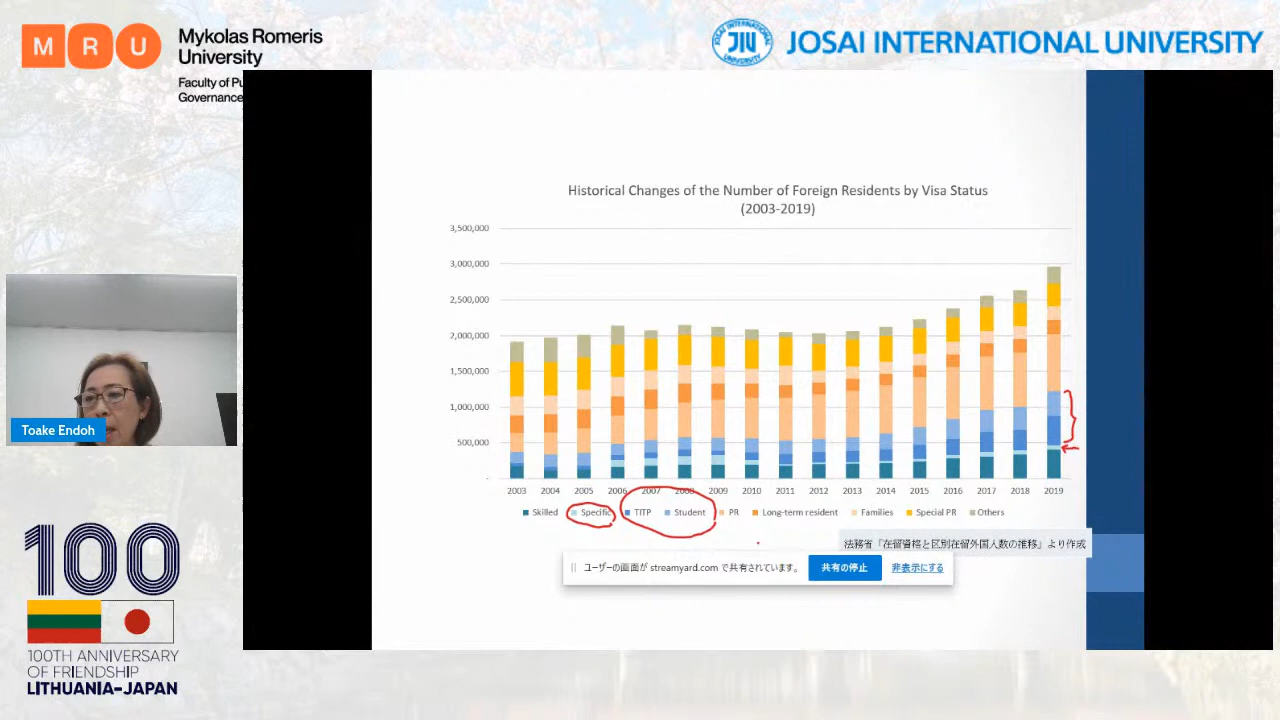 MRU
Mykolas Romeris
University
Faculty of Pu
Governance
JIU
JOSAI INTERNATIONAL UNIVERSITY
Historical Changes of the Number of Foreign Residents by Visa Status
(2003-2019)
3,500,000
3,000,000
2,500,000
2,000,000
1,500,000
1,000,000
500,000
-
2003 2004 2005 2006 2007 2008 2009 2010 2011 2012 2013 2014 2015 2016 2017 2018 2019
Skilled Specific TITP Student PR Long-term resident Families Special PR Others
法務省「在留資格と区別在留外国人数の推移」より作成
ユーザーの画面が streamyard.com で共有されています。 共有の停止 非表示にする
Toake Endoh
100
100TH ANNIVERSARY
OF FRIENDSHIP
LITHUANIA-JAPAN